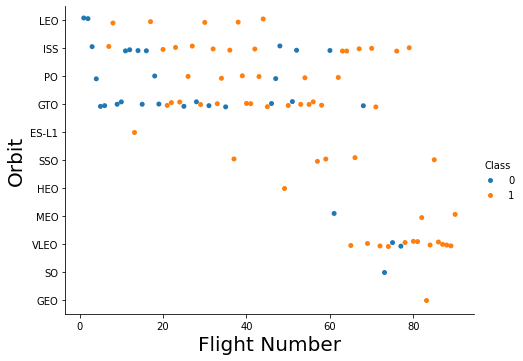 LEO
ISS
PO
GTO
ES-L1
SSO
HEO
MEO
VLEO
SO
GEO
Orbit
0 20 40 60 80
Flight Number
Class
0
1